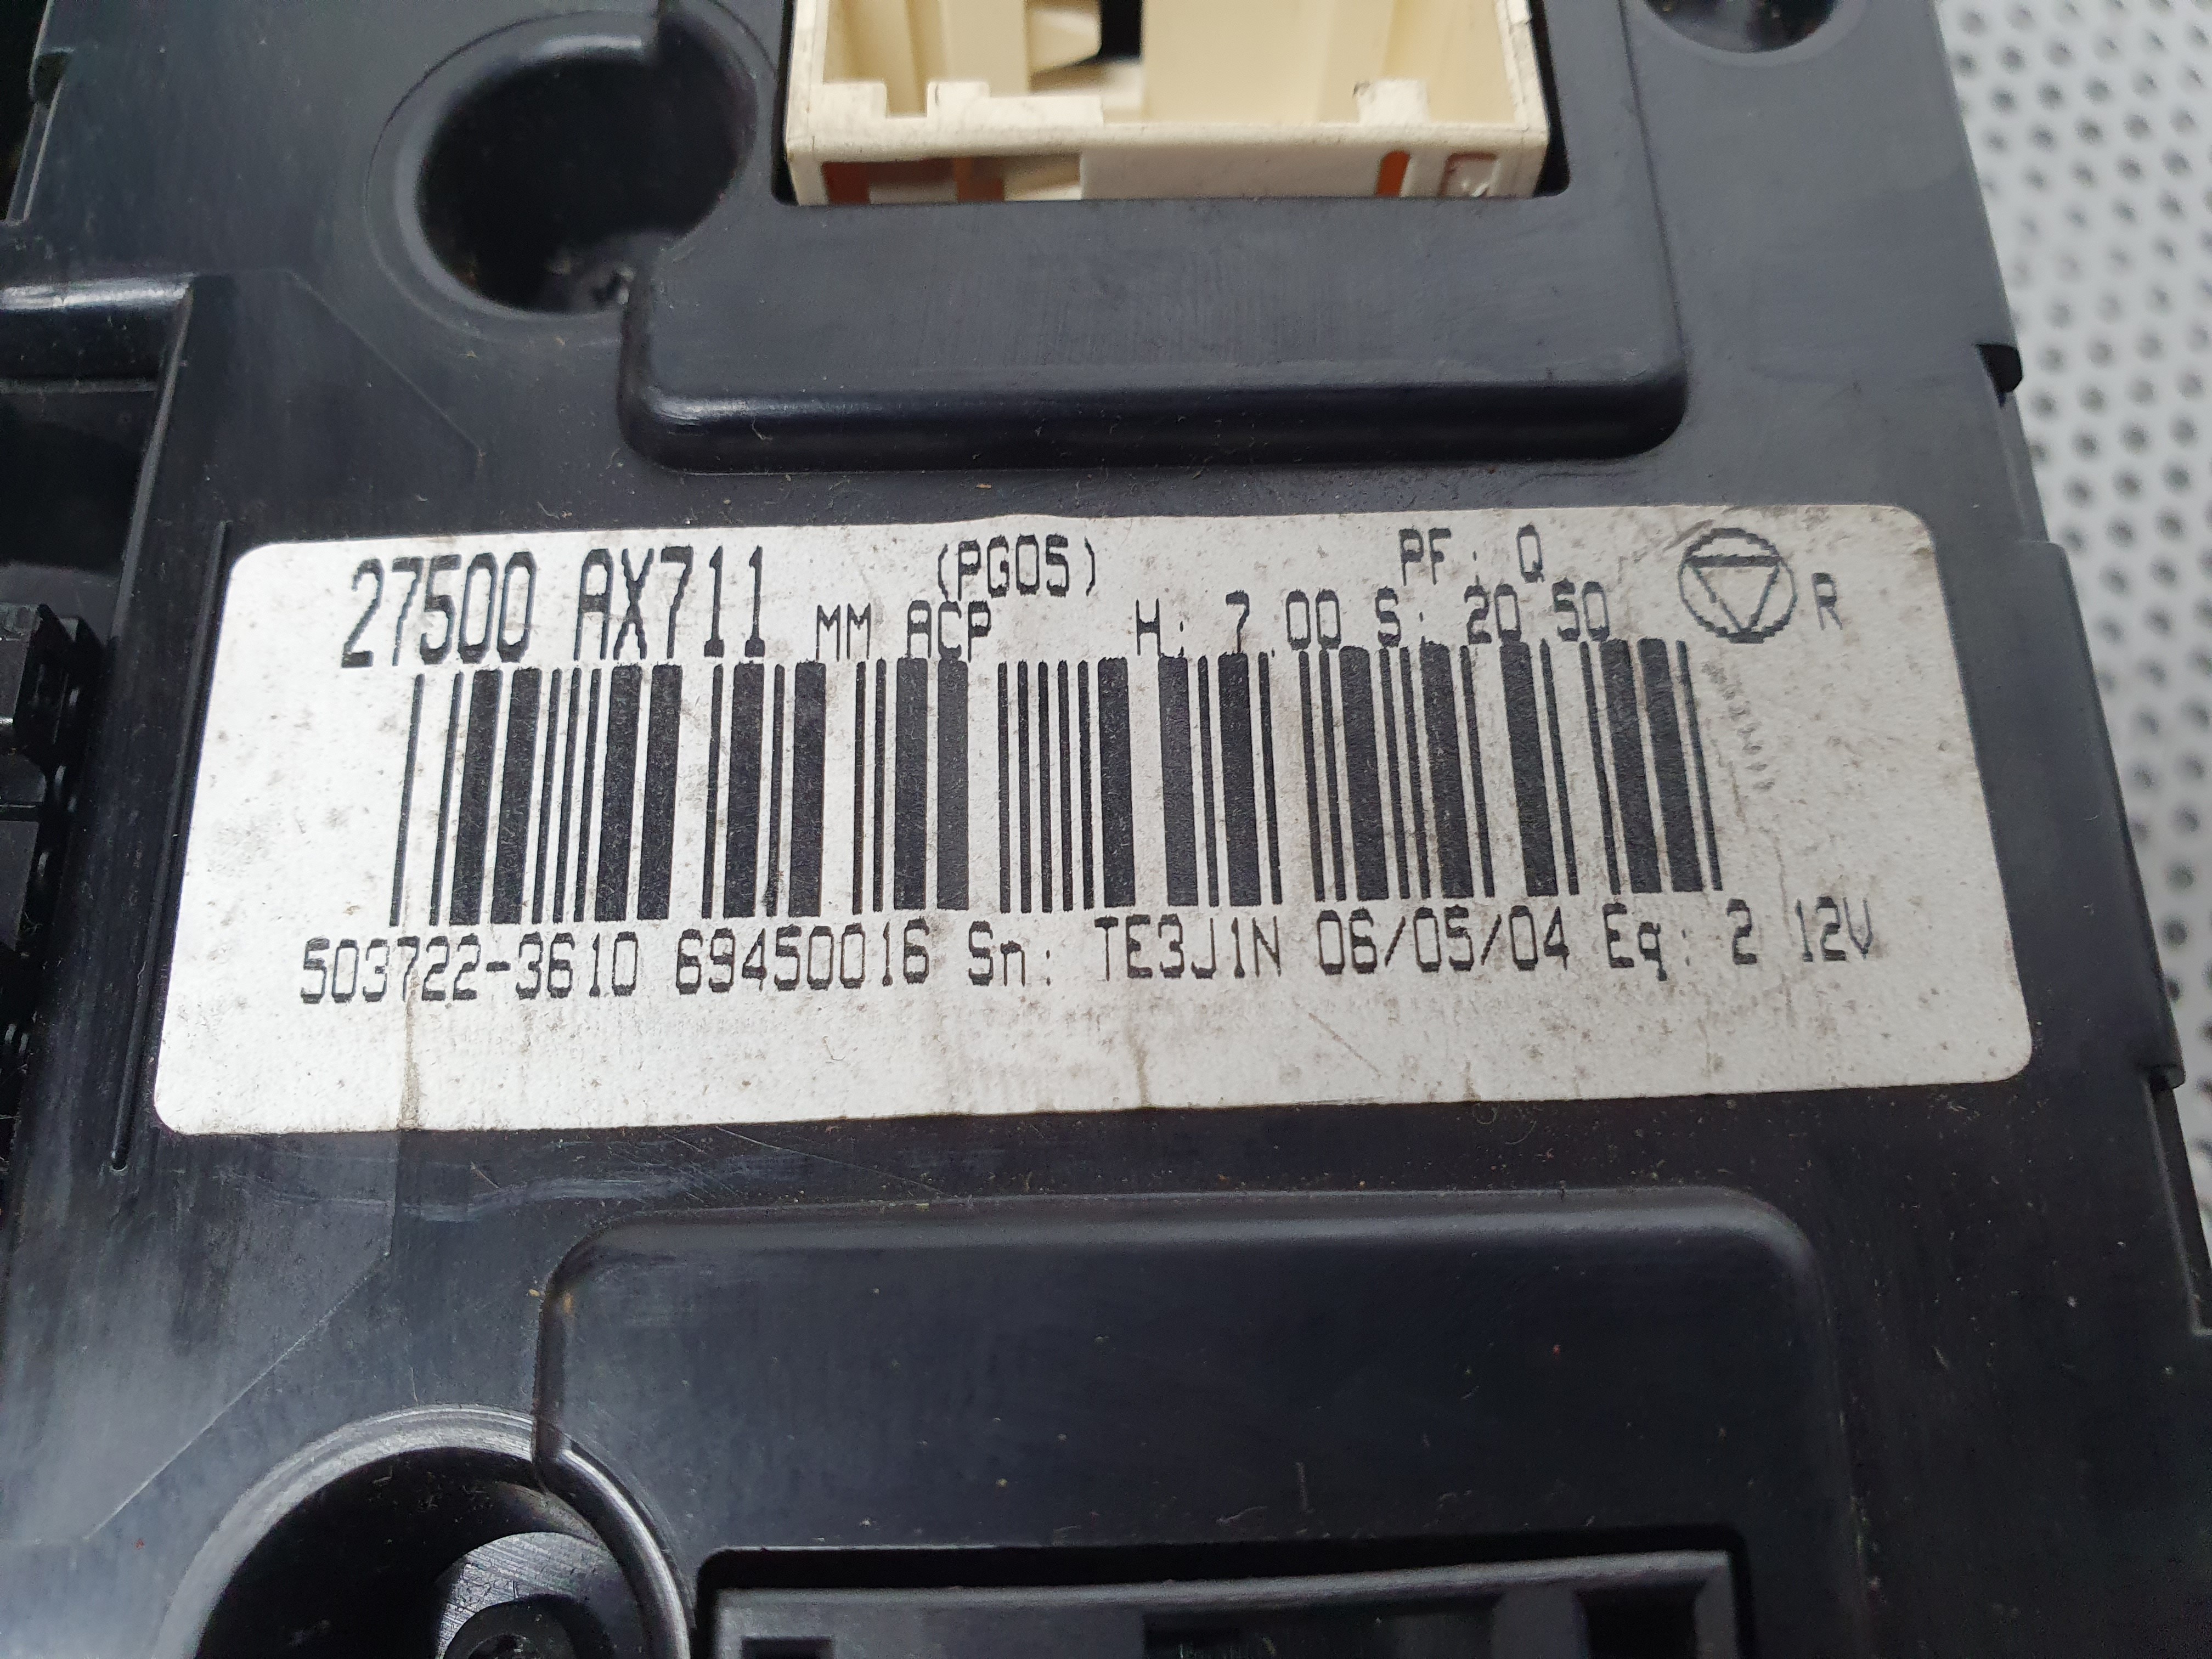 27500 AX711 (PG05) PF: Q
MM ACP H: 7.00 S: 20.50 R
503722-3610 69450016 Sn: TE3J1N 06/05/04 Eq: 2 12V